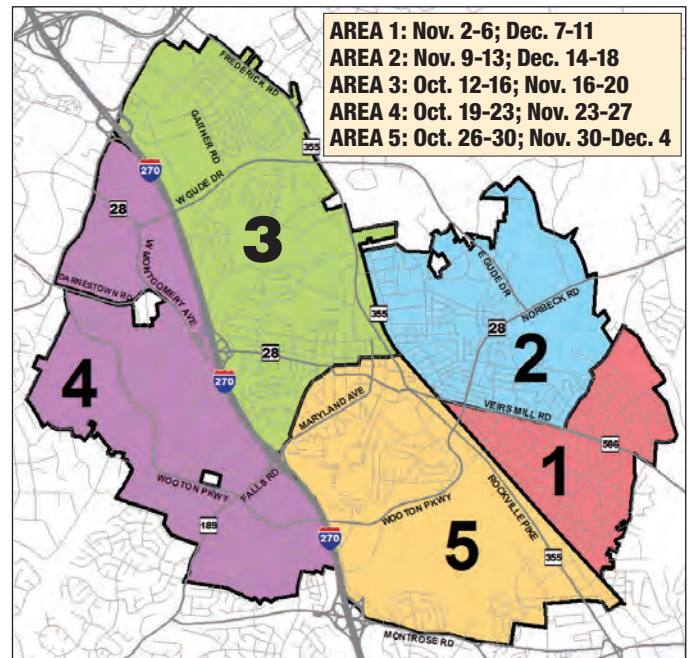 AREA 1: Nov. 2-6; Dec. 7-11
AREA 2: Nov. 9-13; Dec. 14-18
AREA 3: Oct. 12-16; Nov. 16-20
AREA 4: Oct. 19-23; Nov. 23-27
AREA 5: Oct. 26-30; Nov. 30-Dec. 4
FREDERICK RD
GAITHER RD
355
270
W GUDE DR
28
3
W MONTGOMERY AVE
E GUDE DR
DARNESTOWN RD
NORBECK RD
355
28
28
2
270
4
MARYLAND AVE
VEIRS MILL RD
586
1
WOOTON PKWY
FALLS RD
WOOTON PKWY
ROCKVILLE PIKE
189
270
5
355
MONTROSE RD